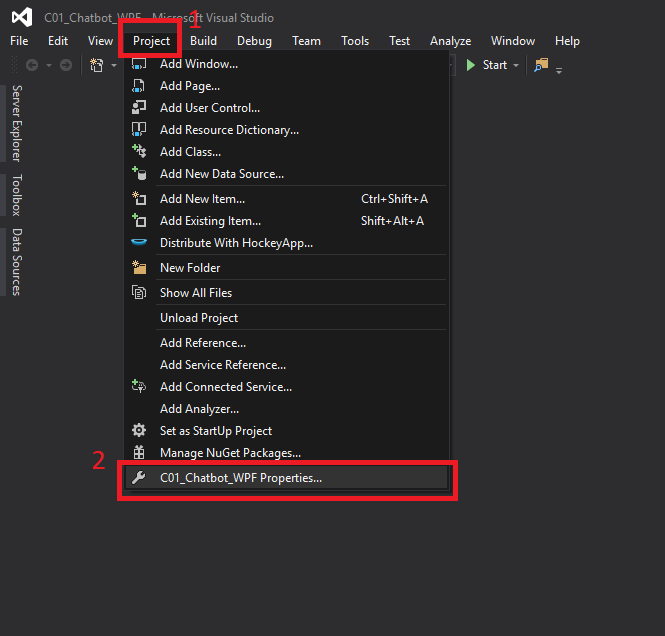 C01_Chatbot_WPF - Microsoft Visual Studio
1
File Edit View Project Build Debug Team Tools Test Analyze Window Help
Start
Server Explorer
Toolbox
Data Sources
Add Window...
Add Page...
Add User Control...
Add Resource Dictionary...
Add Class...
Add New Data Source...
Add New Item... Ctrl+Shift+A
Add Existing Item... Shift+Alt+A
Distribute With HockeyApp...
New Folder
Show All Files
Unload Project
Add Reference...
Add Service Reference...
Add Connected Service...
Add Analyzer...
Set as StartUp Project
Manage NuGet Packages...
2
C01_Chatbot_WPF Properties...